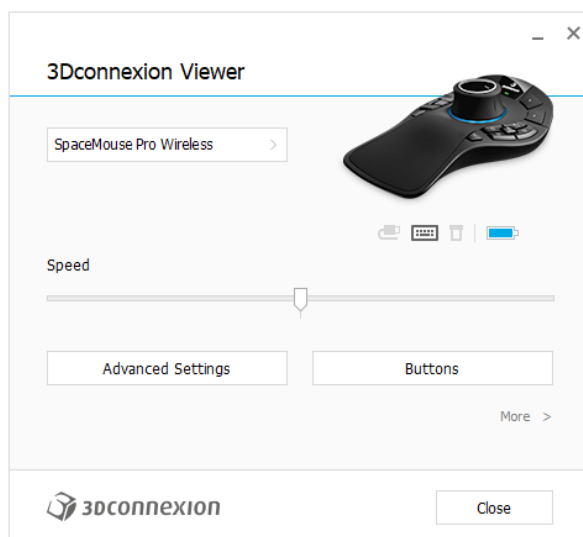 3Dconnexion Viewer
SpaceMouse Pro Wireless >
Speed
Advanced Settings
Buttons
More >
3Dconnexion
Close